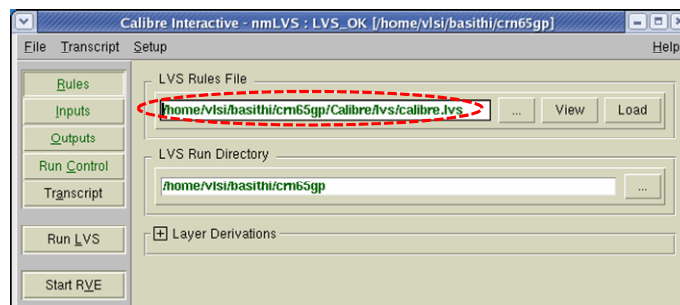 Calibre Interactive - nmLVS : LVS_OK [/home/vlsi/basithi/crn65gp]
File Transcript Setup Help
Rules
Inputs
Outputs
Run Control
Transcript
Run LVS
Start RVE
LVS Rules File
/home/vlsi/basithi/crn65gp/Calibre/lvs/calibre.lvs ... View Load
LVS Run Directory
/home/vlsi/basithi/crn65gp ...
+ Layer Derivations